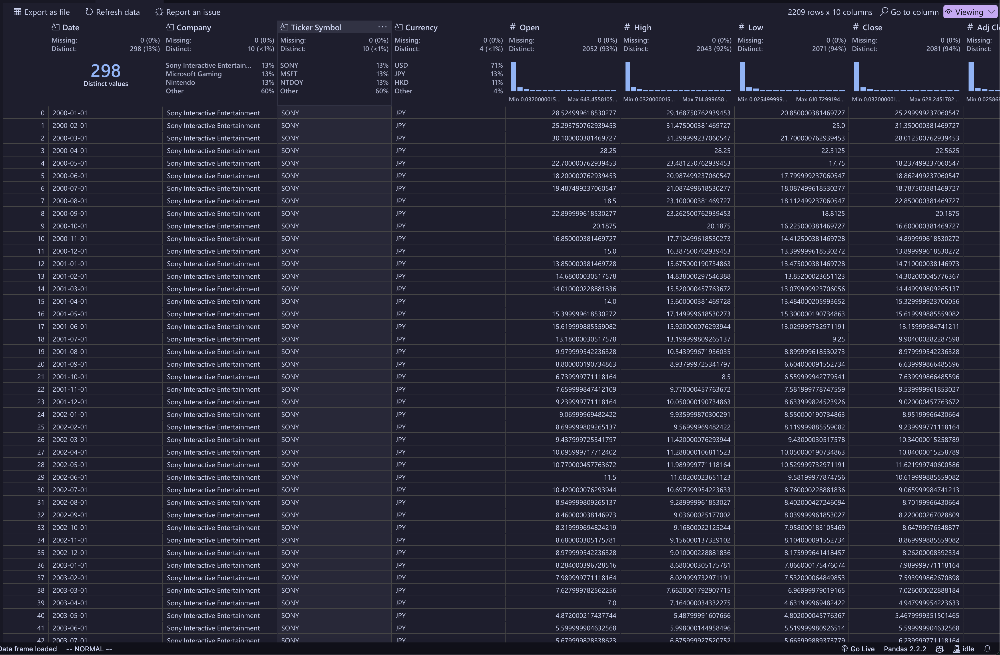 Export as file Refresh data Report an issue 2209 rows x 10 columns Go to column Viewing
Date Company Ticker Symbol ... Currency # Open # High # Low # Close # Adj Cl
Missing: 0 (0%) Missing: 0 (0%) Missing: 0 (0%) Missing: 0 (0%) Missing: 0 (0%) Missing: 0 (0%) Missing: 0 (0%) Missing: 0 (0%) Missing:
Distinct: 298 (13%) Distinct: 10 (<1%) Distinct: 10 (<1%) Distinct: 4 (<1%) Distinct: 2052 (93%) Distinct: 2043 (92%) Distinct: 2071 (94%) Distinct: 2081 (94%) Distinct:
298
Distinct values
Sony Interactive Entertain... 13% SONY 13% USD 71%
Microsoft Gaming 13% MSFT 13% JPY 13%
Nintendo 13% NTDOY 13% HKD 11%
Other 60% Other 60% Other 4%
Min 0.0320000015... Max 643.4558105... Min 0.0320000015... Max 714.899658... Min 0.025499999... Max 610.7299194... Min 0.032000001... Max 628.2451782... Min 0.025868
0 2000-01-01 Sony Interactive Entertainment SONY JPY 28.524999618530277 29.168750762939453 20.850000381469727 25.299999237060547
1 2000-02-01 Sony Interactive Entertainment SONY JPY 25.293750762939453 31.475000381469727 25.0 31.350000381469727
2 2000-03-01 Sony Interactive Entertainment SONY JPY 30.100000381469727 31.299999237060547 21.700000762939453 28.012500762939453
3 2000-04-01 Sony Interactive Entertainment SONY JPY 28.25 28.25 22.3125 22.5625
4 2000-05-01 Sony Interactive Entertainment SONY JPY 22.700000762939453 23.481250762939453 17.75 18.237499237060547
5 2000-06-01 Sony Interactive Entertainment SONY JPY 18.200000762939453 20.987499237060547 17.799999237060547 18.862499237060547
6 2000-07-01 Sony Interactive Entertainment SONY JPY 19.487499237060547 21.087499618530277 18.087499618530277 18.787500381469727
7 2000-08-01 Sony Interactive Entertainment SONY JPY 18.5 23.100000381469727 18.112499237060547 22.850000381469727
8 2000-09-01 Sony Interactive Entertainment SONY JPY 22.899999618530277 23.262500762939453 18.8125 20.1875
9 2000-10-01 Sony Interactive Entertainment SONY JPY 20.1875 20.1875 16.225000381469727 16.600000381469727
10 2000-11-01 Sony Interactive Entertainment SONY JPY 16.850000381469727 17.712499618530273 14.412500381469728 14.899999618530272
11 2000-12-01 Sony Interactive Entertainment SONY JPY 15.0 16.387500762939453 13.399999618530272 13.899999618530272
12 2001-01-01 Sony Interactive Entertainment SONY JPY 13.850000381469728 15.675000190734863 13.475000381469728 14.710000038146973
13 2001-02-01 Sony Interactive Entertainment SONY JPY 14.68000030517578 14.838000297546388 13.85200023651123 14.302000045776367
14 2001-03-01 Sony Interactive Entertainment SONY JPY 14.010000228881836 15.520000457763672 13.079999923706056 14.449999809265137
15 2001-04-01 Sony Interactive Entertainment SONY JPY 14.0 15.600000381469728 13.484000205993652 15.329999923706056
16 2001-05-01 Sony Interactive Entertainment SONY JPY 15.399999618530272 17.149999618530273 15.300000190734863 15.619999885559082
17 2001-06-01 Sony Interactive Entertainment SONY JPY 15.619999885559082 15.920000076293944 13.029999732971191 13.15999984741211
18 2001-07-01 Sony Interactive Entertainment SONY JPY 13.18000030517578 13.199999809265137 9.25 9.904000282287598
19 2001-08-01 Sony Interactive Entertainment SONY JPY 9.979999542236328 10.543999671936035 8.899999618530273 8.979999542236328
20 2001-09-01 Sony Interactive Entertainment SONY JPY 8.800000190734863 8.937999725341797 6.604000091552734 6.639999866485596
21 2001-10-01 Sony Interactive Entertainment SONY JPY 6.739999771118164 8.5 6.559999942779541 7.639999866485596
22 2001-11-01 Sony Interactive Entertainment SONY JPY 7.659999847412109 9.770000457763672 7.581999778747559 9.539999961853027
23 2001-12-01 Sony Interactive Entertainment SONY JPY 9.239999771118164 10.050000190734863 8.633999824523926 9.020000457763672
24 2002-01-01 Sony Interactive Entertainment SONY JPY 9.06999969482422 9.935999870300291 8.550000190734863 8.95199966430664
25 2002-02-01 Sony Interactive Entertainment SONY JPY 8.699999809265137 9.56999969482422 8.119999885559082 9.239999771118164
26 2002-03-01 Sony Interactive Entertainment SONY JPY 9.437999725341797 11.420000076293944 9.43000030517578 10.34000015258789
27 2002-04-01 Sony Interactive Entertainment SONY JPY 10.095999717712402 11.288000106811523 10.050000190734863 10.84000015258789
28 2002-05-01 Sony Interactive Entertainment SONY JPY 10.770000457763672 11.989999771118164 10.529999732971191 11.621999740600586
29 2002-06-01 Sony Interactive Entertainment SONY JPY 11.5 11.60200023651123 9.58199977874756 10.619999885559082
30 2002-07-01 Sony Interactive Entertainment SONY JPY 10.420000076293944 10.697999954223633 8.760000228881836 9.065999984741213
31 2002-08-01 Sony Interactive Entertainment SONY JPY 8.949999809265137 9.289999961853027 8.402000427246094 8.70199966430664
32 2002-09-01 Sony Interactive Entertainment SONY JPY 8.460000038146973 9.03600025177002 8.039999961853027 8.220000267028809
33 2002-10-01 Sony Interactive Entertainment SONY JPY 8.319999694824219 9.16800022125244 7.958000183105469 8.64799976348877
34 2002-11-01 Sony Interactive Entertainment SONY JPY 8.680000305175781 9.156000137329102 8.104000091552734 8.869999885559082
35 2002-12-01 Sony Interactive Entertainment SONY JPY 8.979999542236328 9.010000228881836 8.175999641418457 8.26200008392334
36 2003-01-01 Sony Interactive Entertainment SONY JPY 8.284000396728516 8.680000305175781 7.866000175476074 7.989999771118164
37 2003-02-01 Sony Interactive Entertainment SONY JPY 7.989999771118164 8.029999732971191 7.532000064849853 7.593999862670898
38 2003-03-01 Sony Interactive Entertainment SONY JPY 7.627999782562256 7.6620001792907715 6.96999979019165 7.026000022888184
39 2003-04-01 Sony Interactive Entertainment SONY JPY 7.0 7.164000034332275 4.631999969482422 4.947999954223633
40 2003-05-01 Sony Interactive Entertainment SONY JPY 4.872000217437744 5.48799991607666 4.802000045776367 5.4679999351501465
41 2003-06-01 Sony Interactive Entertainment SONY JPY 5.599999904632568 5.998000144958496 5.519999980926514 5.599999904632568
42 2003-07-01 Sony Interactive Entertainment SONY JPY 5.679999828338623 6.875999927520752 5.665999889373779 6.239999771118164
Data frame loaded -- NORMAL -- Go Live Pandas 2.2.2 idle